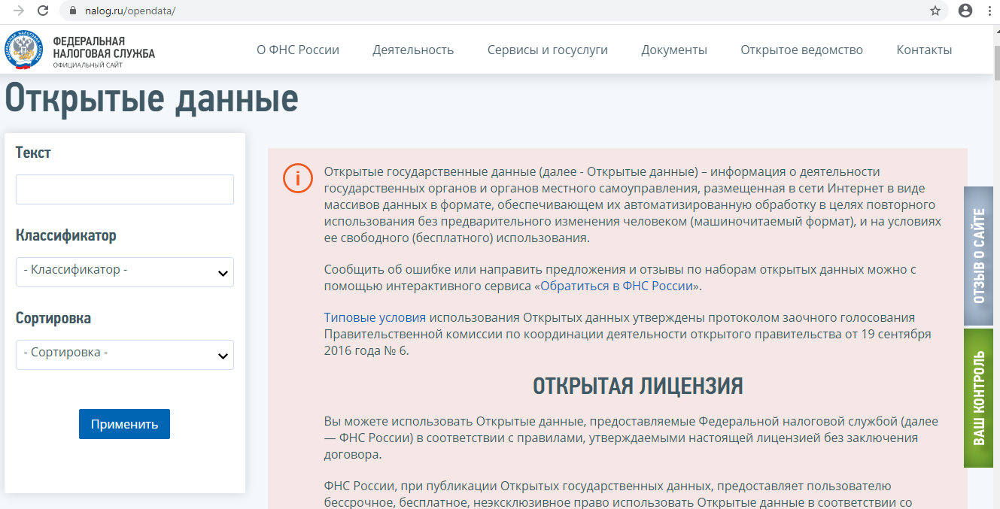 nalog.ru/opendata/
ФЕДЕРАЛЬНАЯ
НАЛОГОВАЯ СЛУЖБА
ОФИЦИАЛЬНЫЙ САЙТ
О ФНС России
Деятельность
Сервисы и госуслуги
Документы
Открытое ведомство
Контакты
Открытые данные
Текст
Классификатор
- Классификатор -
Сортировка
- Сортировка -
Применить
Открытые государственные данные (далее - Открытые данные) – информация о деятельности
государственных органов и органов местного самоуправления, размещенная в сети Интернет в виде
массивов данных в формате, обеспечивающем их автоматизированную обработку в целях повторного
использования без предварительного изменения человеком (машиночитаемый формат), и на условиях
ее свободного (бесплатного) использования.
Сообщить об ошибке или направить предложения и отзывы по наборам открытых данных можно с
помощью интерактивного сервиса «Обратиться в ФНС России».
Типовые условия использования Открытых данных утверждены протоколом заочного голосования
Правительственной комиссии по координации деятельности открытого правительства от 19 сентября
2016 года № 6.
ОТКРЫТАЯ ЛИЦЕНЗИЯ
Вы можете использовать Открытые данные, предоставляемые Федеральной налоговой службой (далее
— ФНС России) в соответствии с правилами, утверждаемыми настоящей лицензией без заключения
договора.
ФНС России, при публикации Открытых государственных данных, предоставляет пользователю
бессрочное, бесплатное, неэксклюзивное право использовать Открытые данные в соответствии со
ОТЗЫВ О САЙТЕ
ВАШ КОНТРОЛЬ